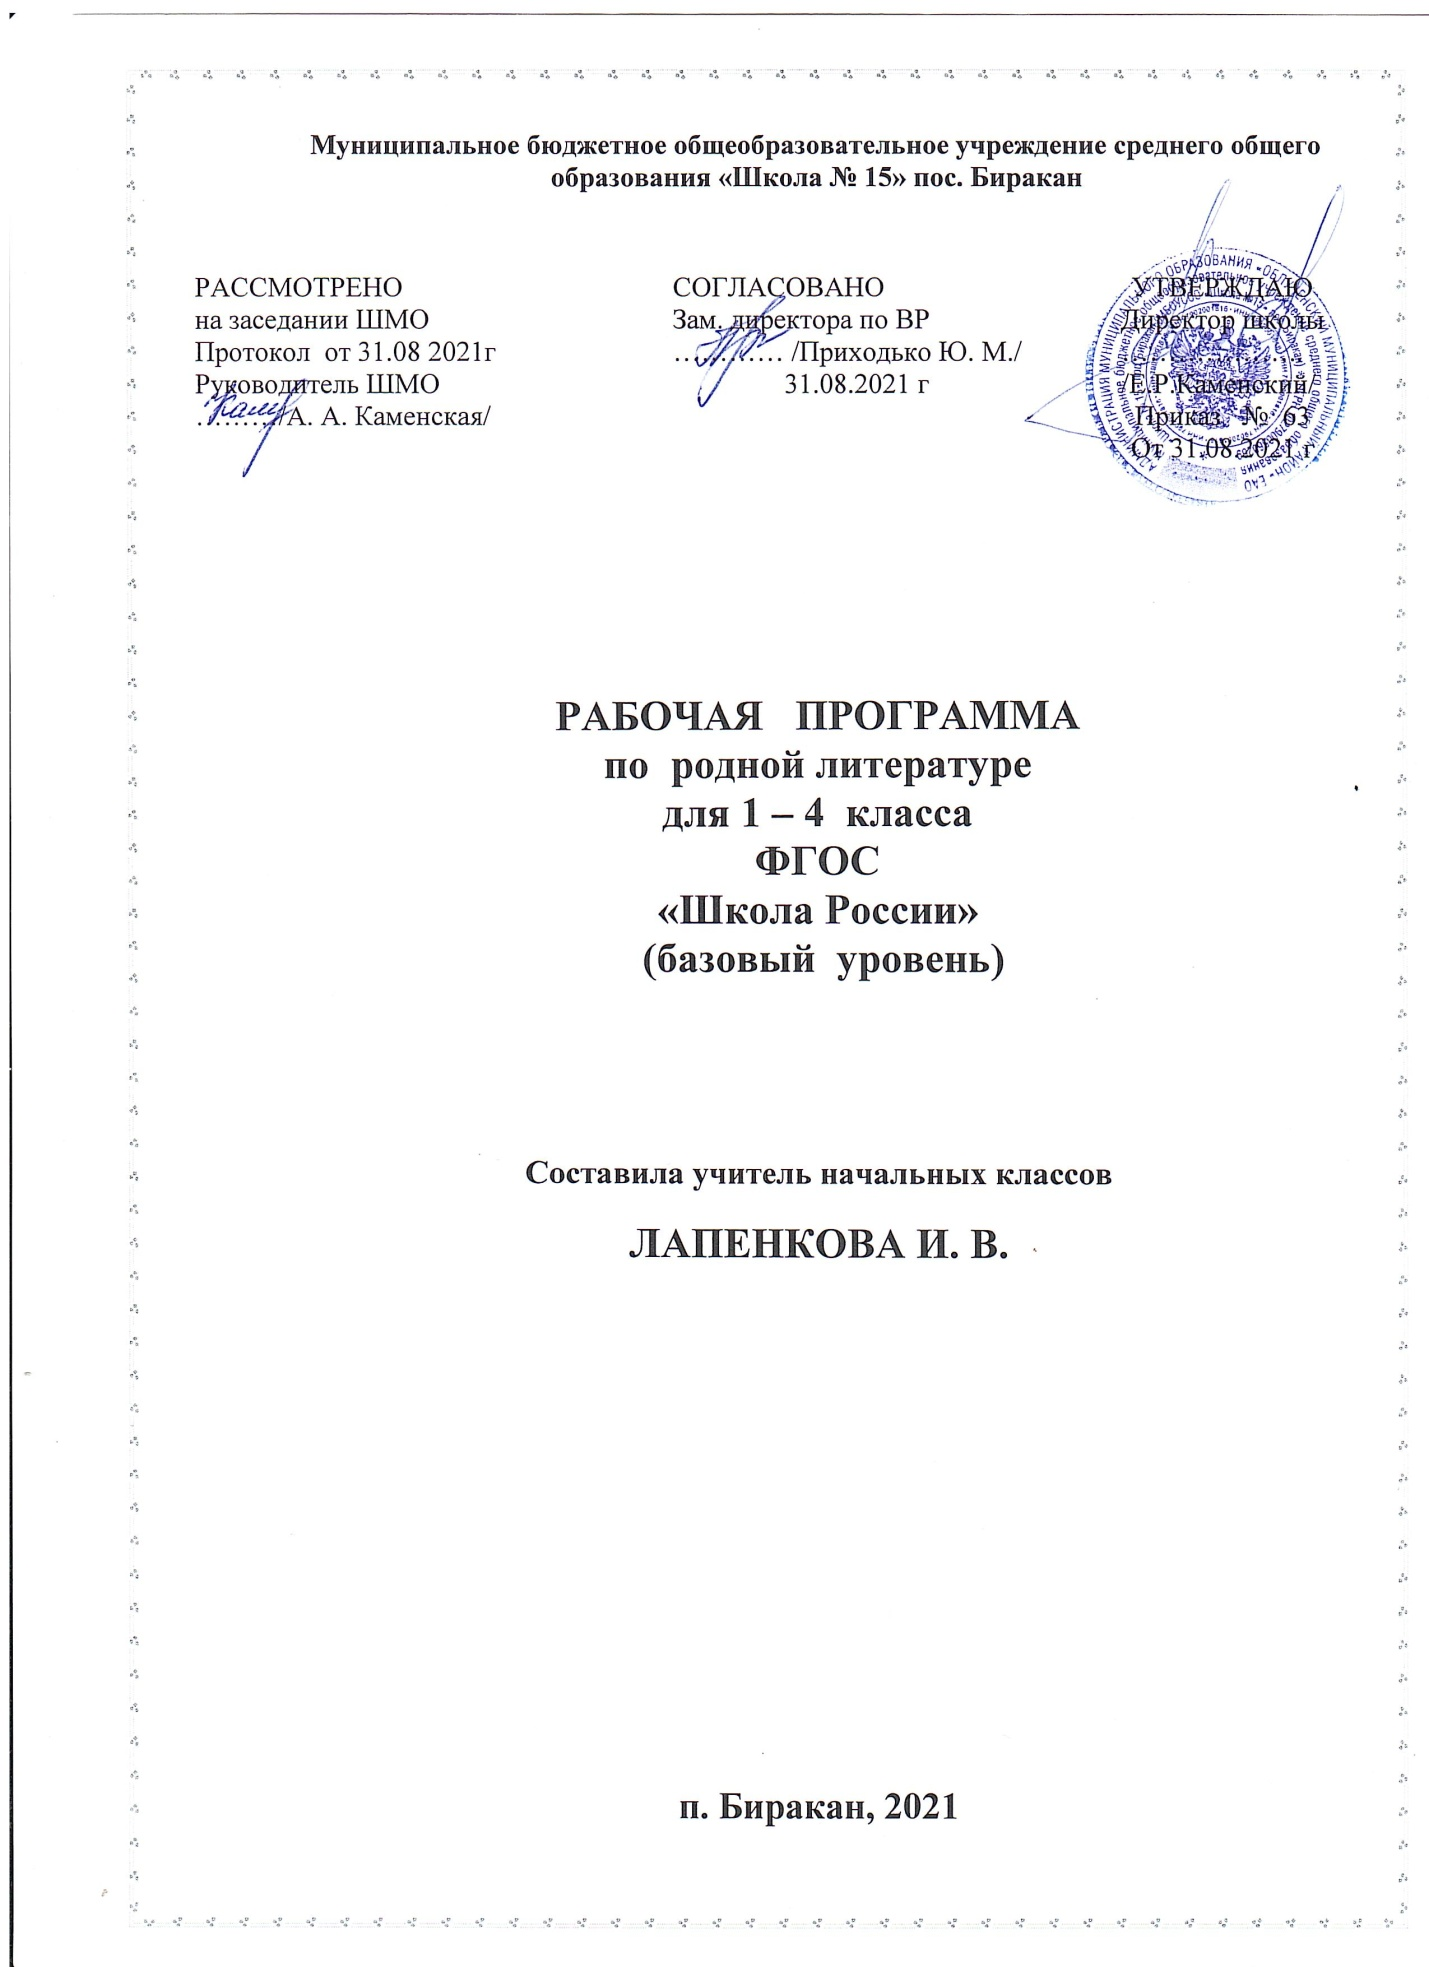 Муниципальное бюджетное общеобразовательное учреждение среднего общего
образования «Школа № 15» пос. Биракан
РАССМОТРЕНО
на заседании ШМО
Протокол от 31.08 2021г
Руководитель ШМО
………/А. А. Каменская/
СОГЛАСОВАНО
Зам. директора по ВР
………… /Приходько Ю. М./
31.08.2021 г
УТВЕРЖДАЮ
Директор школы
/Е.Р.Каменский/
Приказ № 63
От 31.08.2021 г
РАБОЧАЯ ПРОГРАММА
по родной литературе
для 1 – 4 класса
ФГОС
«Школа России»
(базовый уровень)
Составила учитель начальных классов
ЛАПЕНКОВА И. В.
п. Биракан, 2021